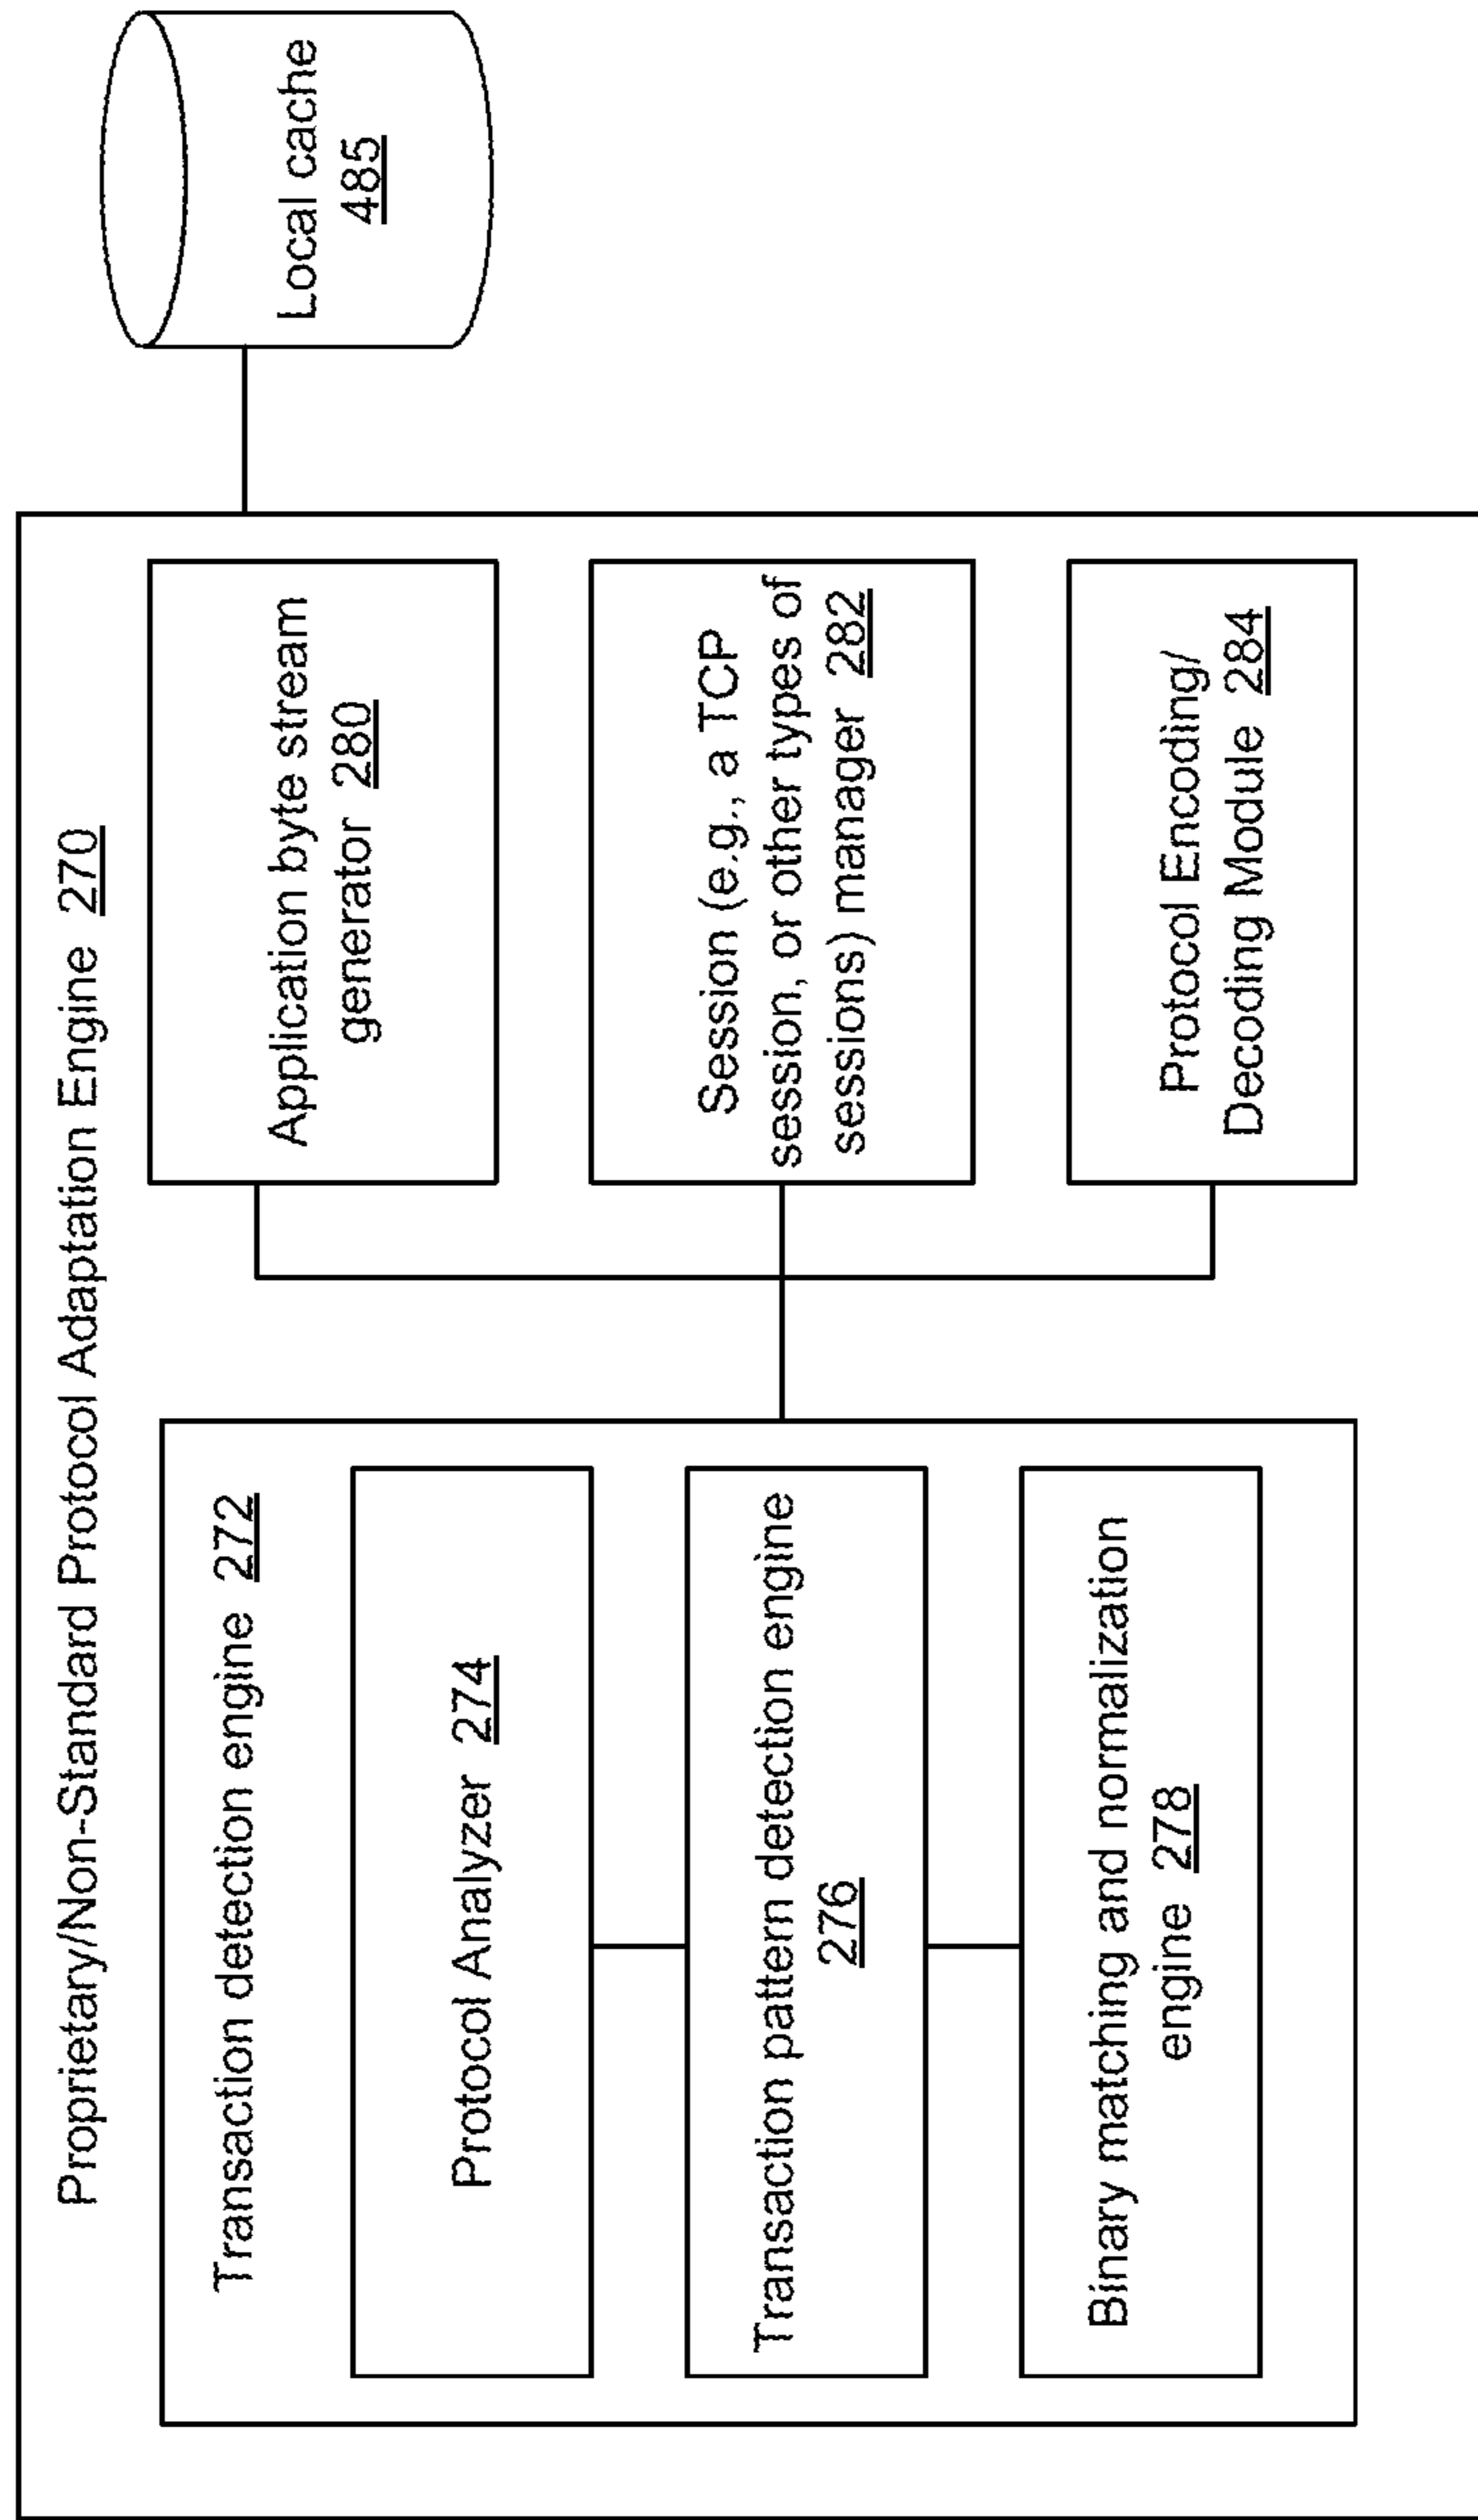 Proprietary/Non-Standard Protocol Adaptation Engine 270
Transaction detection engine 272
Protocol Analyzer 274
Transaction pattern detection engine
276
Binary matching and normalization
engine 278
Application byte stream
generator 280
Session (e.g., a TCP
session, or other types of
sessions) manager 282
Protocol Encoding/
Decoding Module 284
Local cache
485